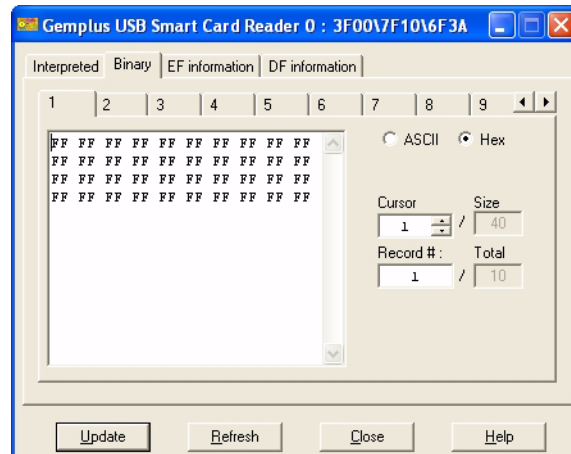 Gemplus USB Smart Card Reader 0 : 3F00\7F10\6F3A
Interpreted Binary EF information DF information
1 2 3 4 5 6 7 8 9
FF FF FF FF FF FF FF FF FF FF
FF FF FF FF FF FF FF FF FF FF
FF FF FF FF FF FF FF FF FF FF
FF FF FF FF FF FF FF FF FF FF
ASCII Hex
Cursor Size
1 / 40
Record # : Total
1 / 10
Update Refresh Close Help